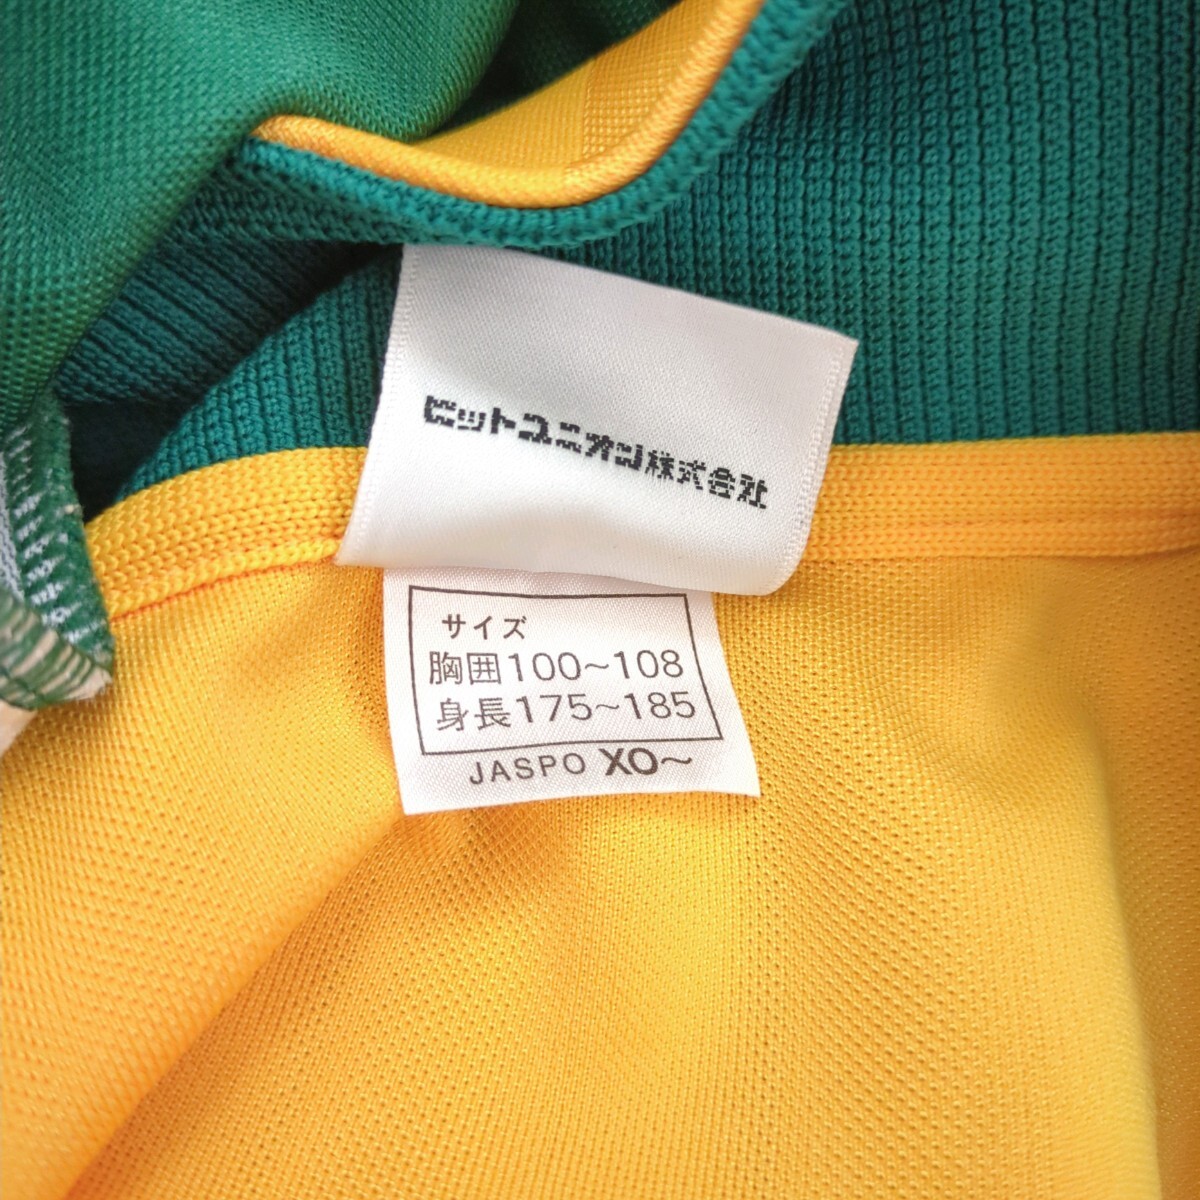 ヒットユニオン株式会社
サイズ
胸囲100~108
身長175~185
JASPO XO~